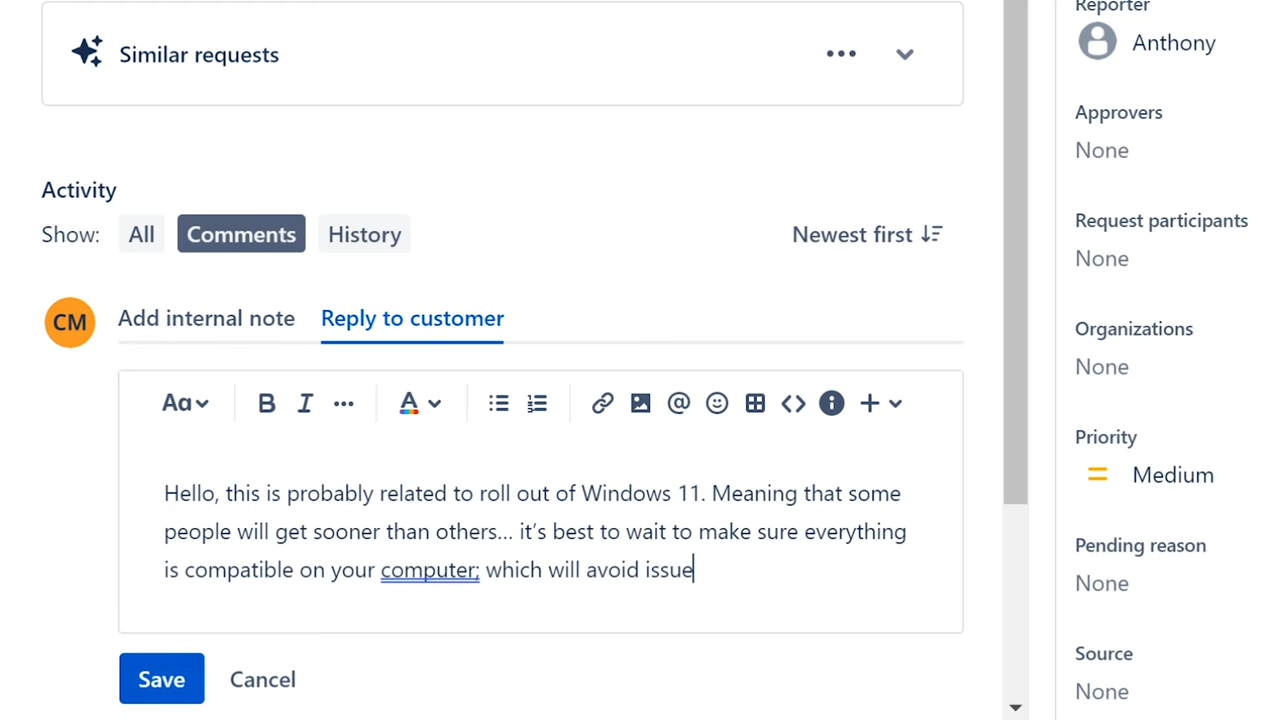 Reporter
Similar requests
Anthony
Approvers
None
Activity
Show: All Comments History
Newest first
Request participants
None
CM
Add internal note Reply to customer
Organizations
None
Aa B I A @ i +
Priority
Medium
Hello, this is probably related to roll out of Windows 11. Meaning that some
people will get sooner than others... it’s best to wait to make sure everything
is compatible on your computer; which will avoid issue
Pending reason
None
Source
None
Save Cancel